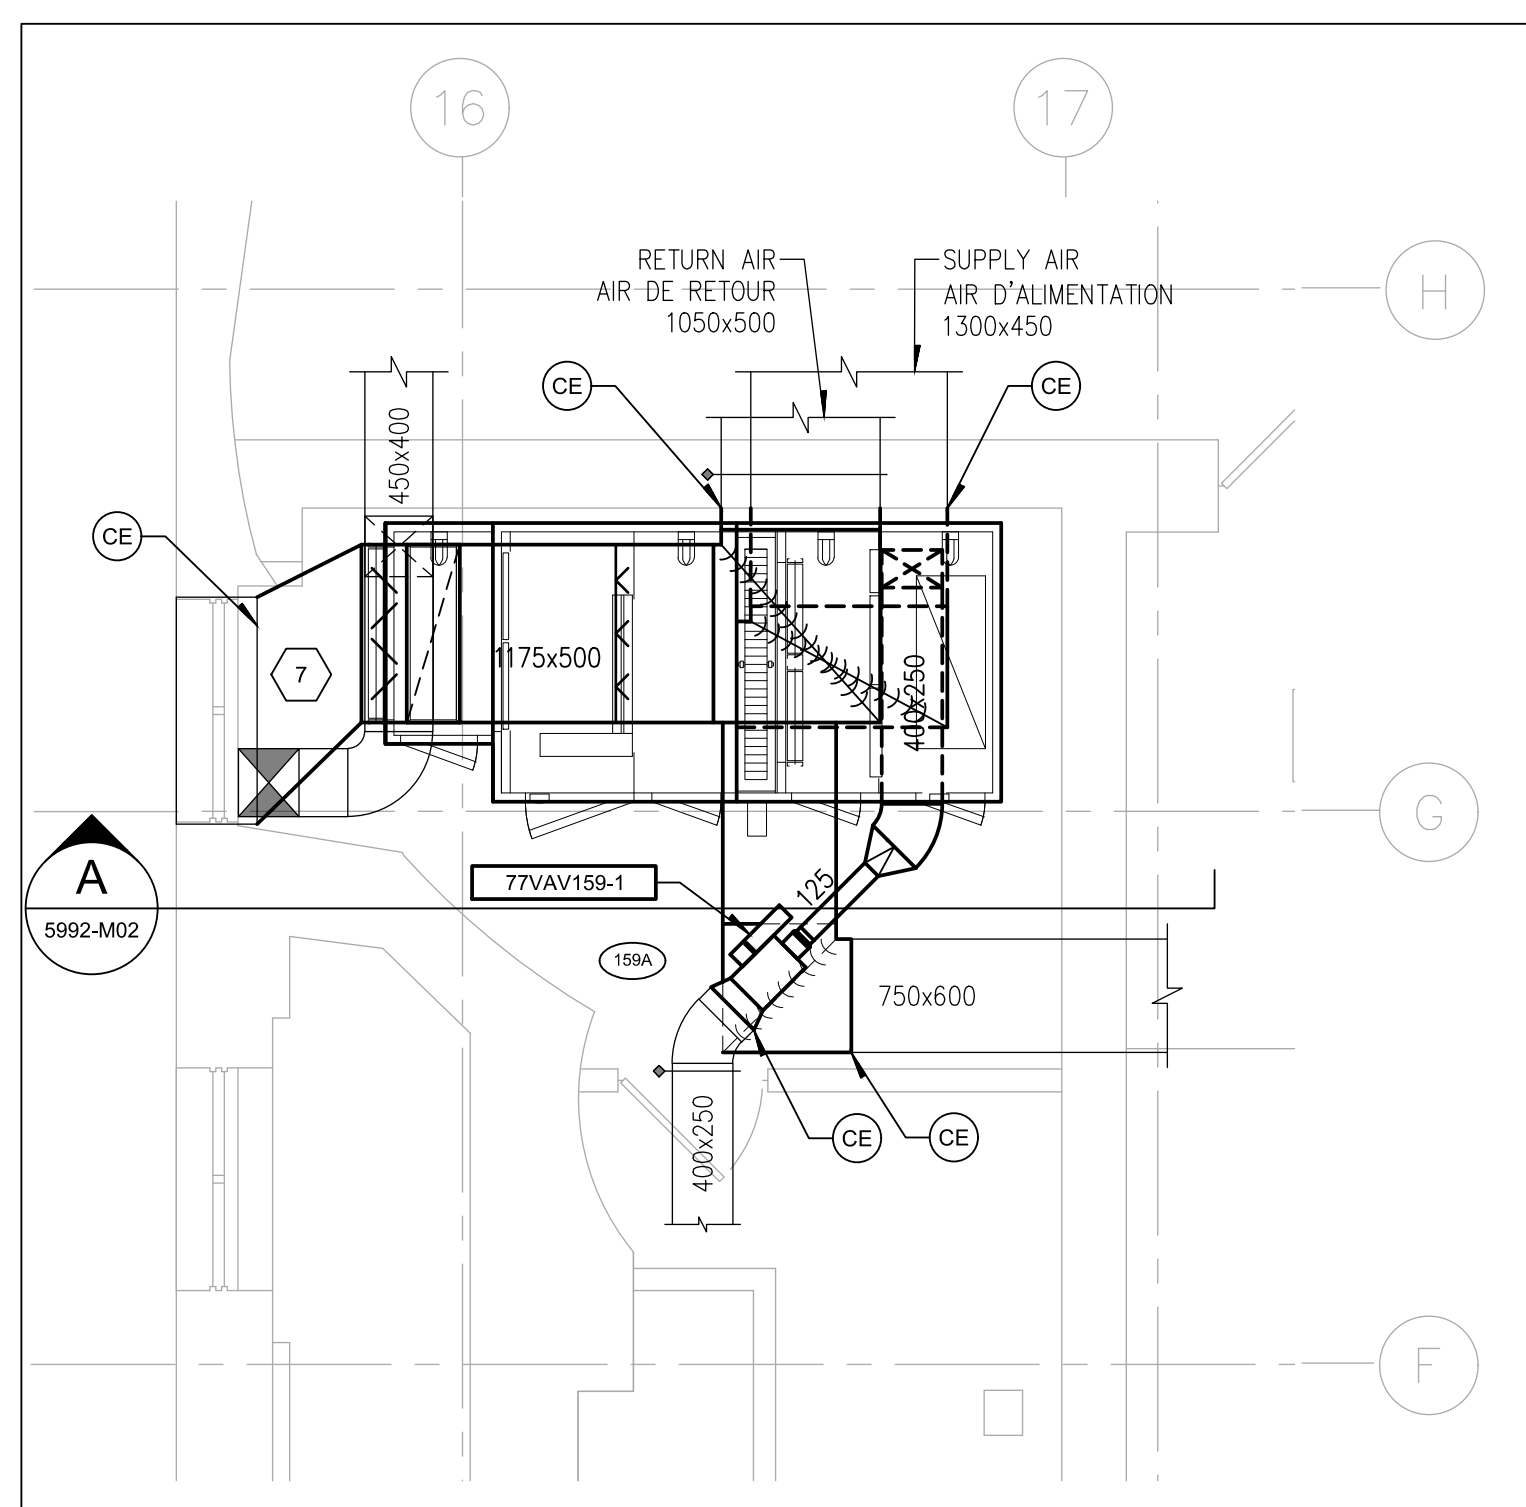 16
17
RETURN AIR
AIR DE RETOUR
1050x500
SUPPLY AIR
AIR D'ALIMENTATION
1300x450
H
CE
CE
450x400
CE
1175x500
7
400x250
G
A
5992-M02
77VAV159-1
125
159A
750x600
400x250
CE
CE
F